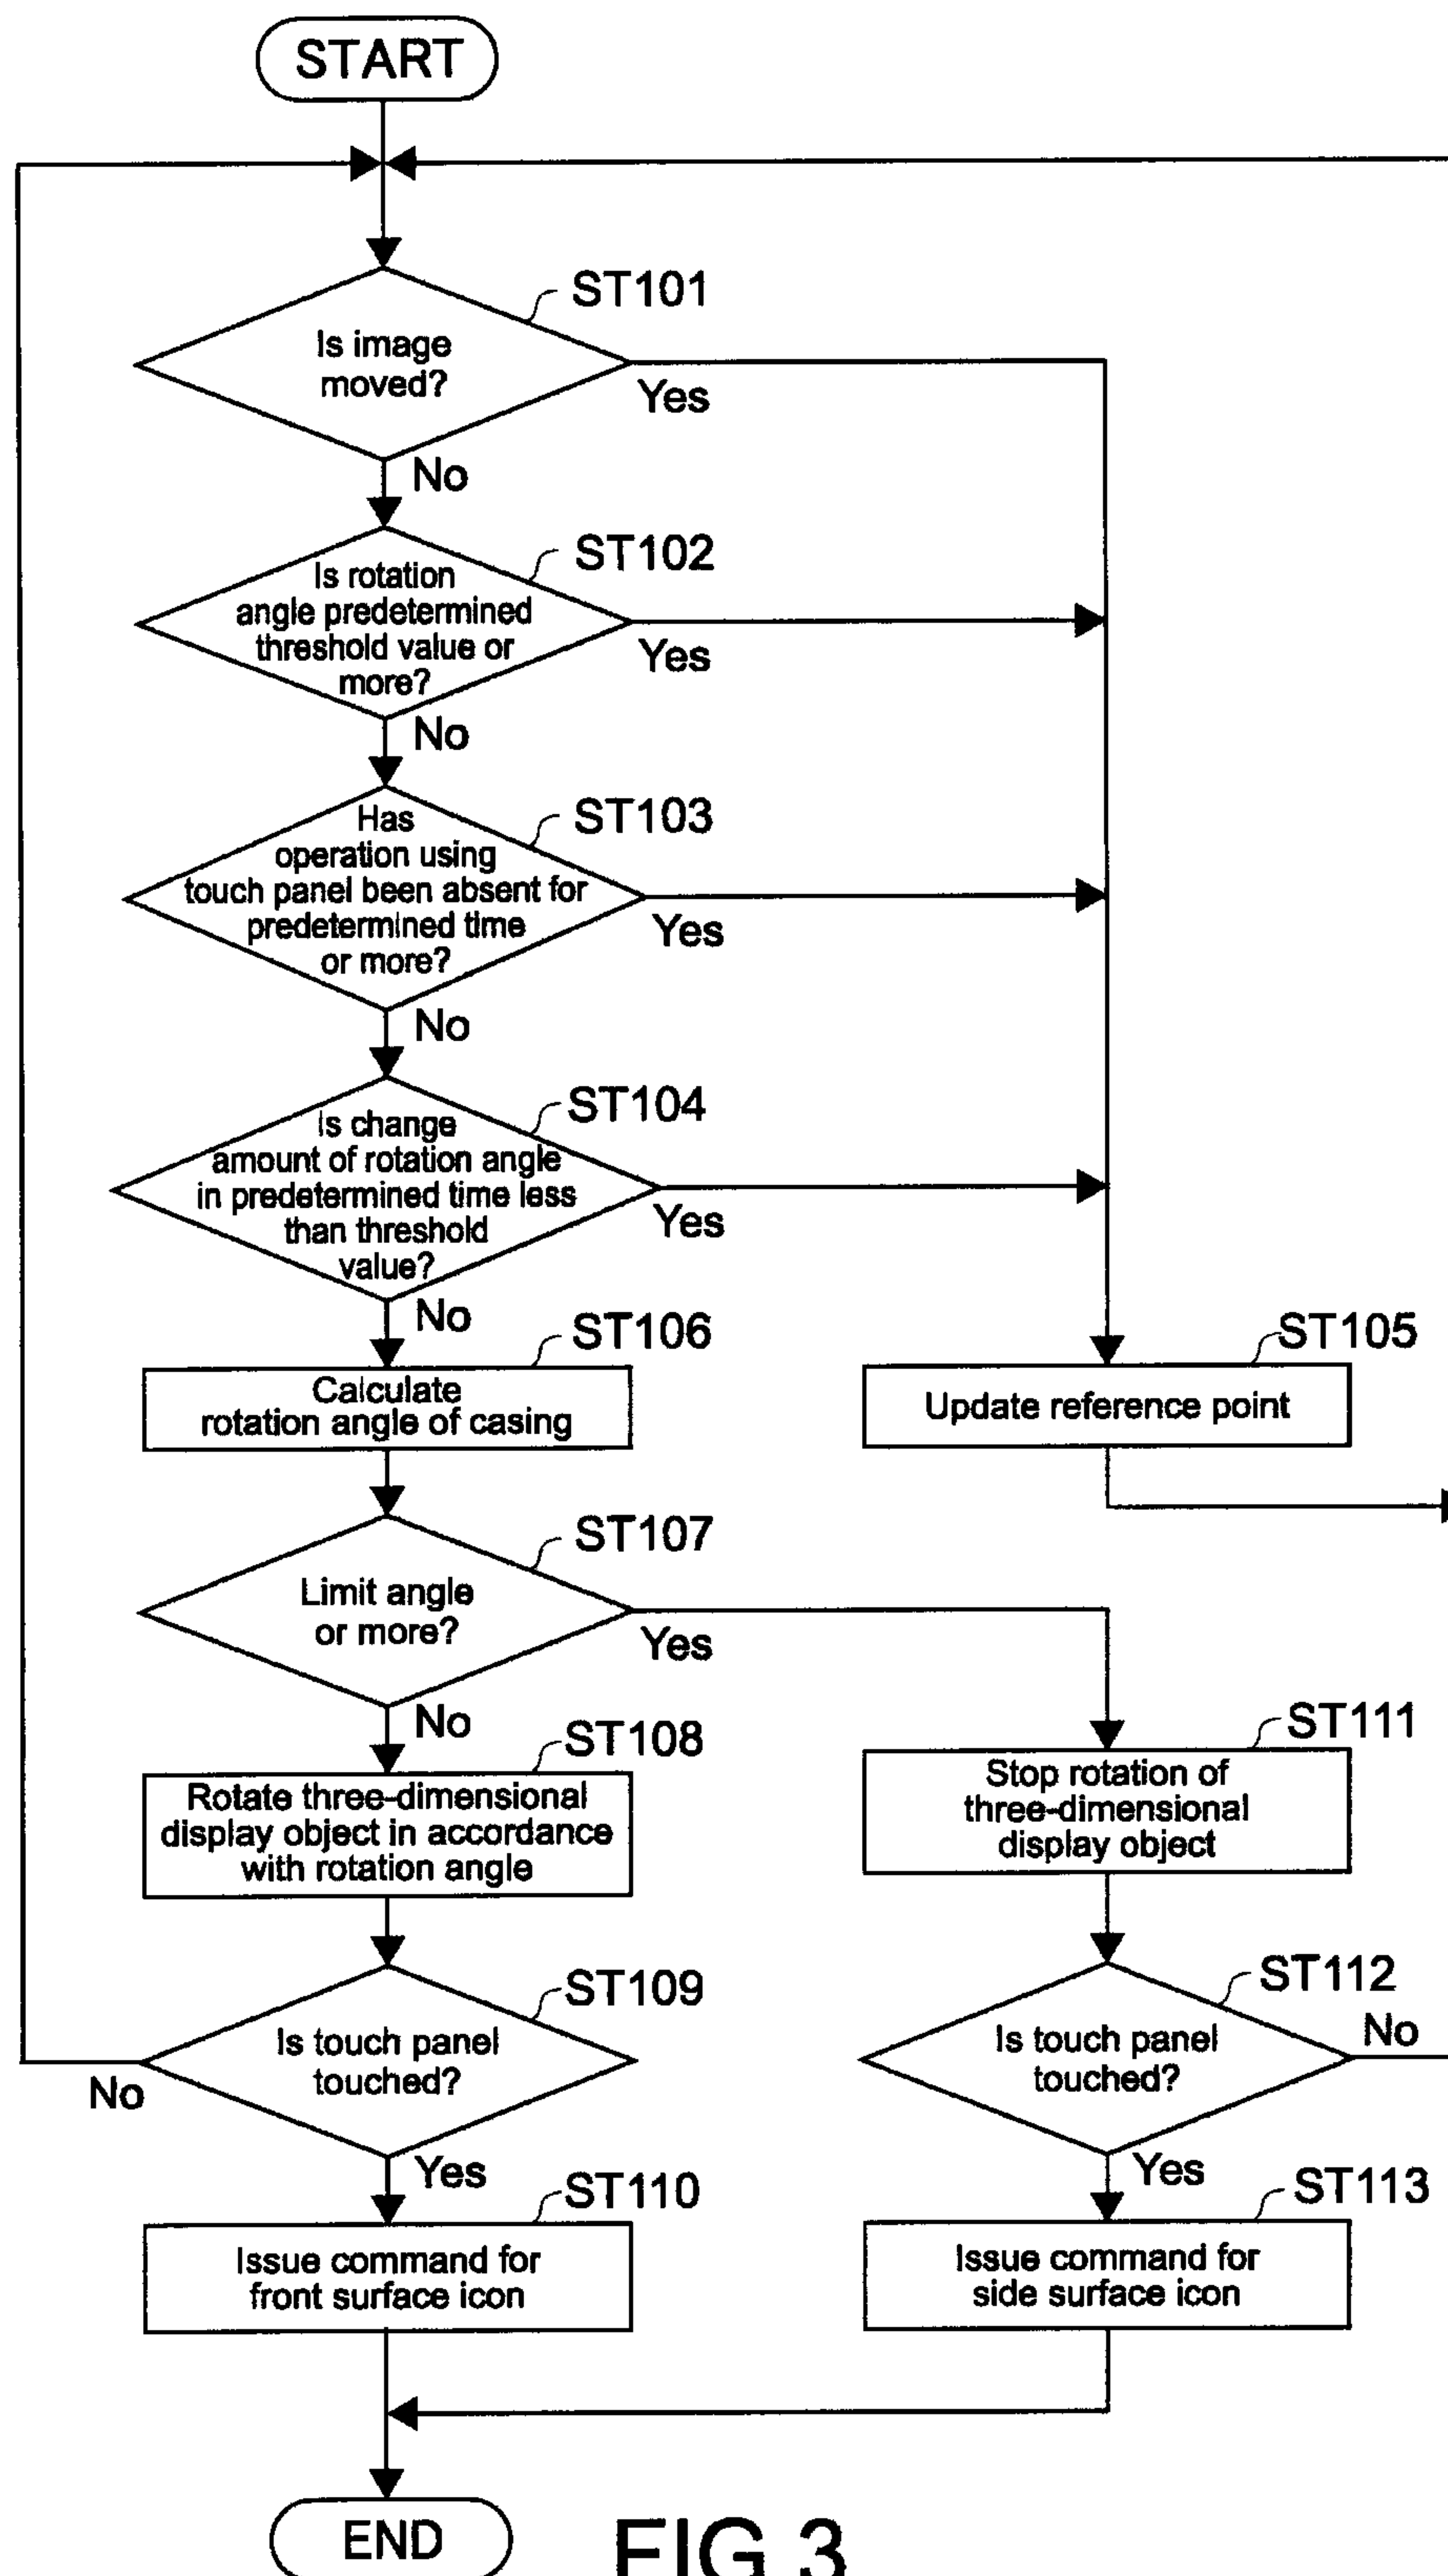 START
ST101
Is image
moved?
Yes
No
ST102
Is rotation
angle predetermined
threshold value or
more?
Yes
No
ST103
Has
operation using
touch panel been absent for
predetermined time
or more?
Yes
No
ST104
Is change
amount of rotation angle
in predetermined time less
than threshold
value?
Yes
No
ST106
Calculate
rotation angle of casing
ST105
Update reference point
ST107
Limit angle
or more?
Yes
No
ST108
Rotate three-dimensional
display object in accordance
with rotation angle
ST111
Stop rotation of
three-dimensional
display object
ST109
Is touch panel
touched?
No
Yes
ST112
Is touch panel
touched?
No
Yes
ST110
Issue command for
front surface icon
ST113
Issue command for
side surface icon
END
FIG.3